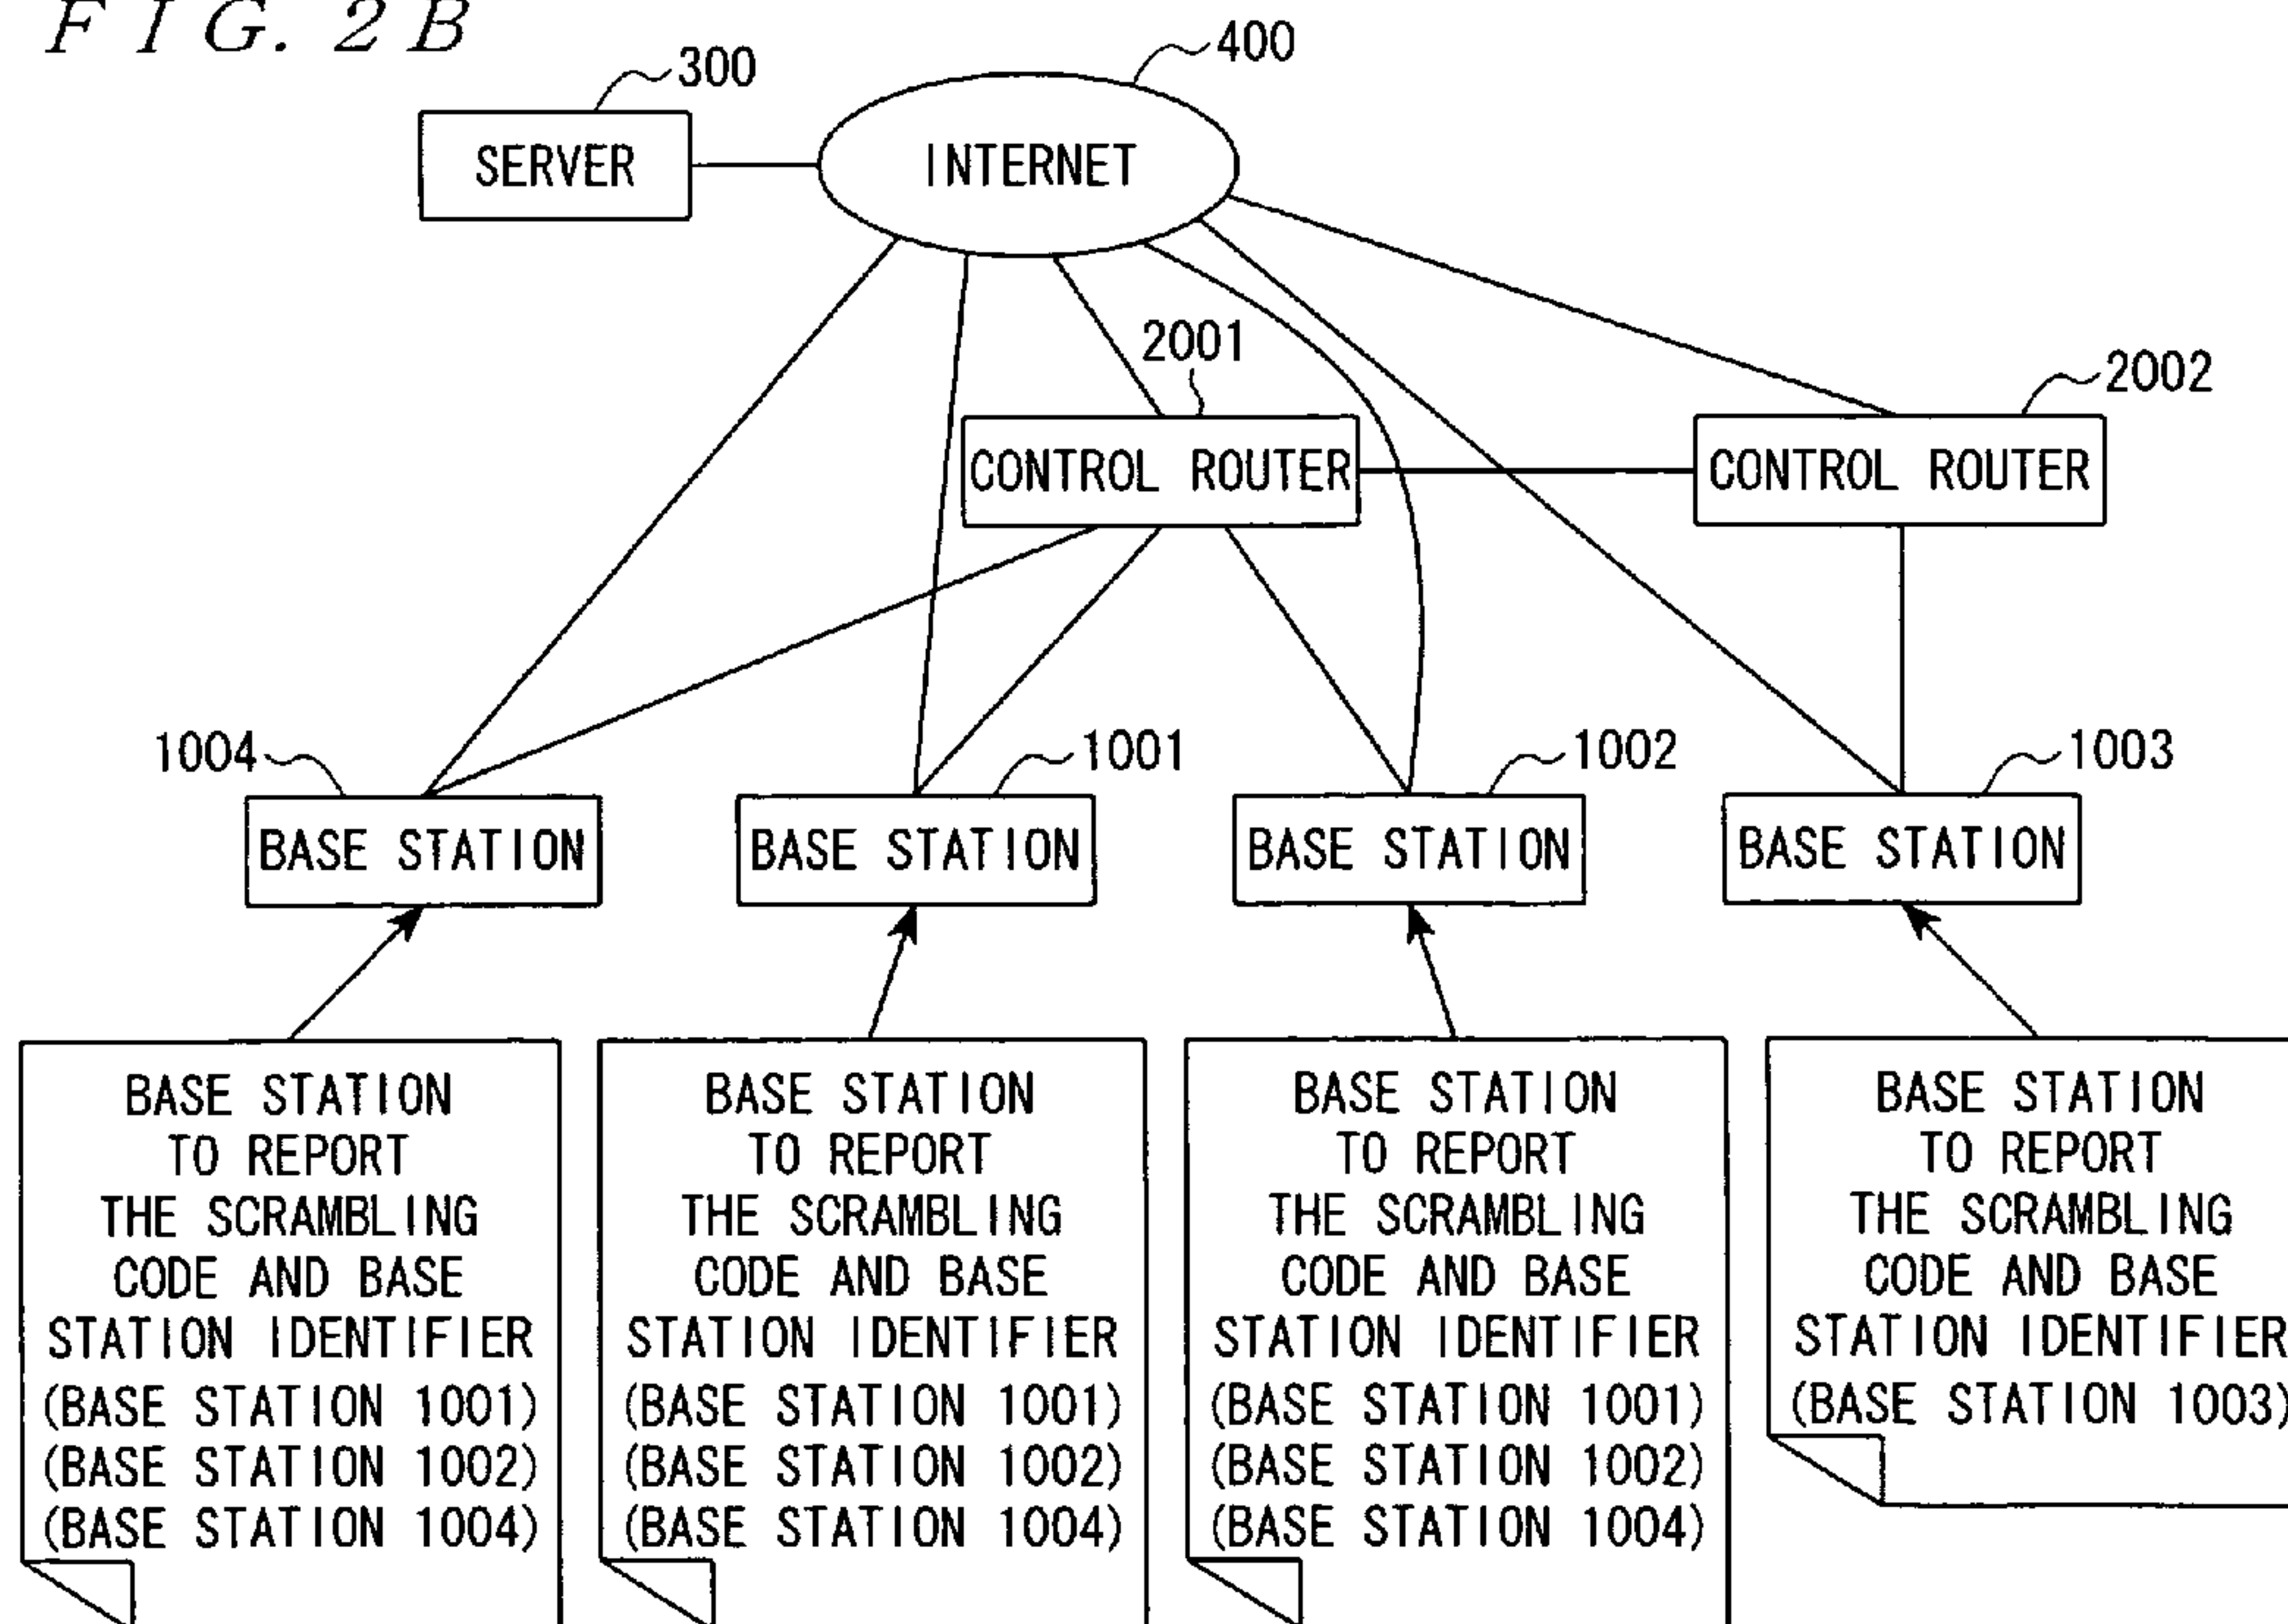 FIG. 2B
400
300
SERVER
INTERNET
2001
2002
CONTROL ROUTER
CONTROL ROUTER
1004
1001
1002
1003
BASE STATION
BASE STATION
BASE STATION
BASE STATION
BASE STATION
TO REPORT
THE SCRAMBLING
CODE AND BASE
STATION IDENTIFIER
(BASE STATION 1001)
(BASE STATION 1002)
(BASE STATION 1004)
BASE STATION
TO REPORT
THE SCRAMBLING
CODE AND BASE
STATION IDENTIFIER
(BASE STATION 1001)
(BASE STATION 1002)
(BASE STATION 1004)
BASE STATION
TO REPORT
THE SCRAMBLING
CODE AND BASE
STATION IDENTIFIER
(BASE STATION 1001)
(BASE STATION 1002)
(BASE STATION 1004)
BASE STATION
TO REPORT
THE SCRAMBLING
CODE AND BASE
STATION IDENTIFIER
(BASE STATION 1003)